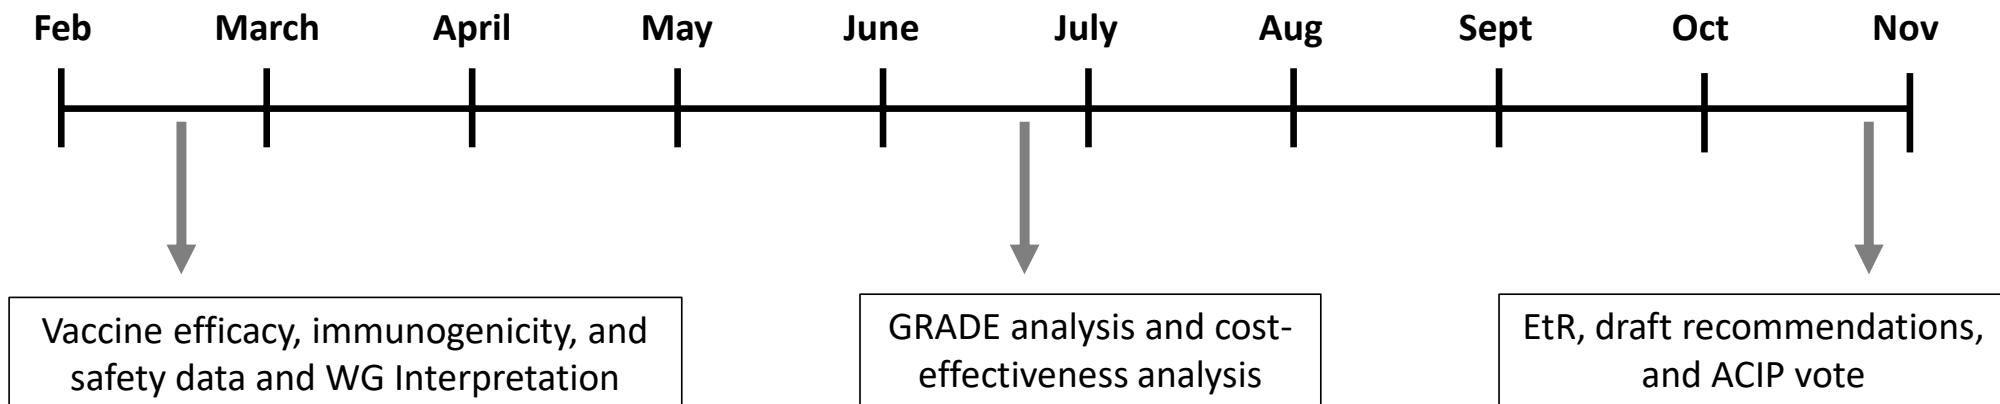 Feb March April May June July Aug Sept Oct Nov
Vaccine efficacy, immunogenicity, and
safety data and WG Interpretation
GRADE analysis and cost-
effectiveness analysis
EtR, draft recommendations,
and ACIP vote